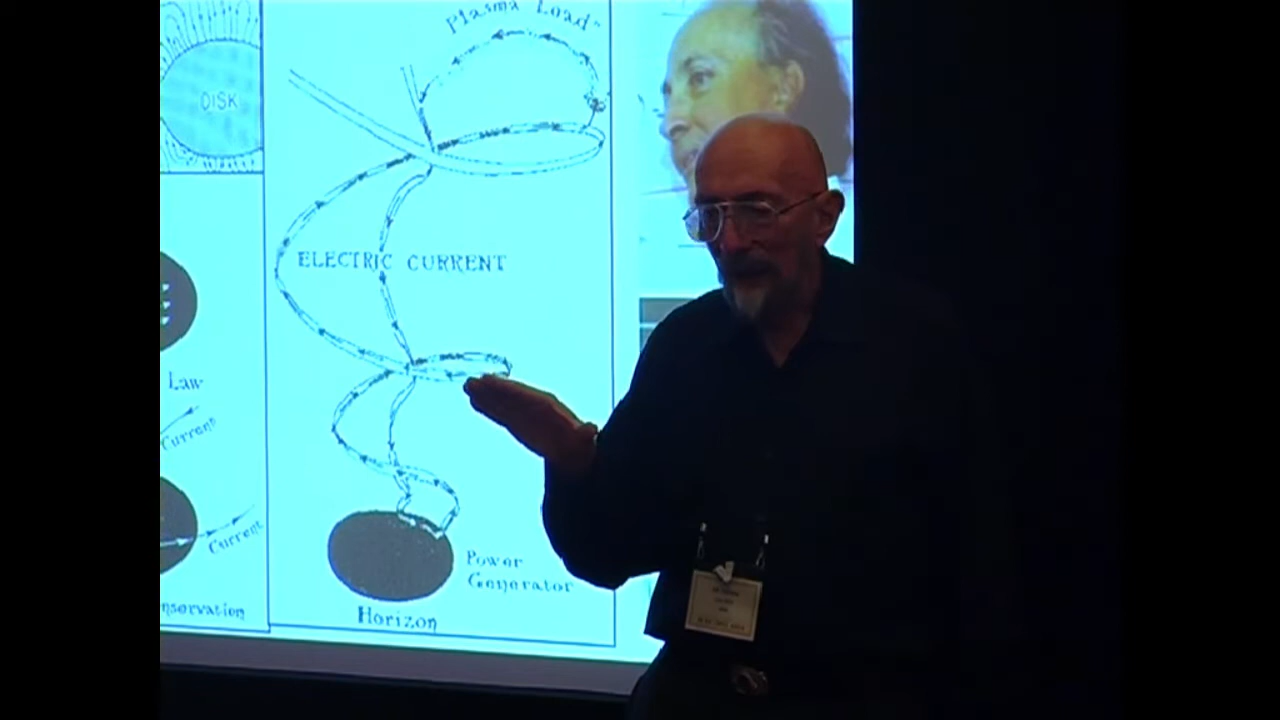 DISK
Law
Current
Current
nservation
Plasma Load"
ELECTRIC CURRENT
Power
Generator
Horizon